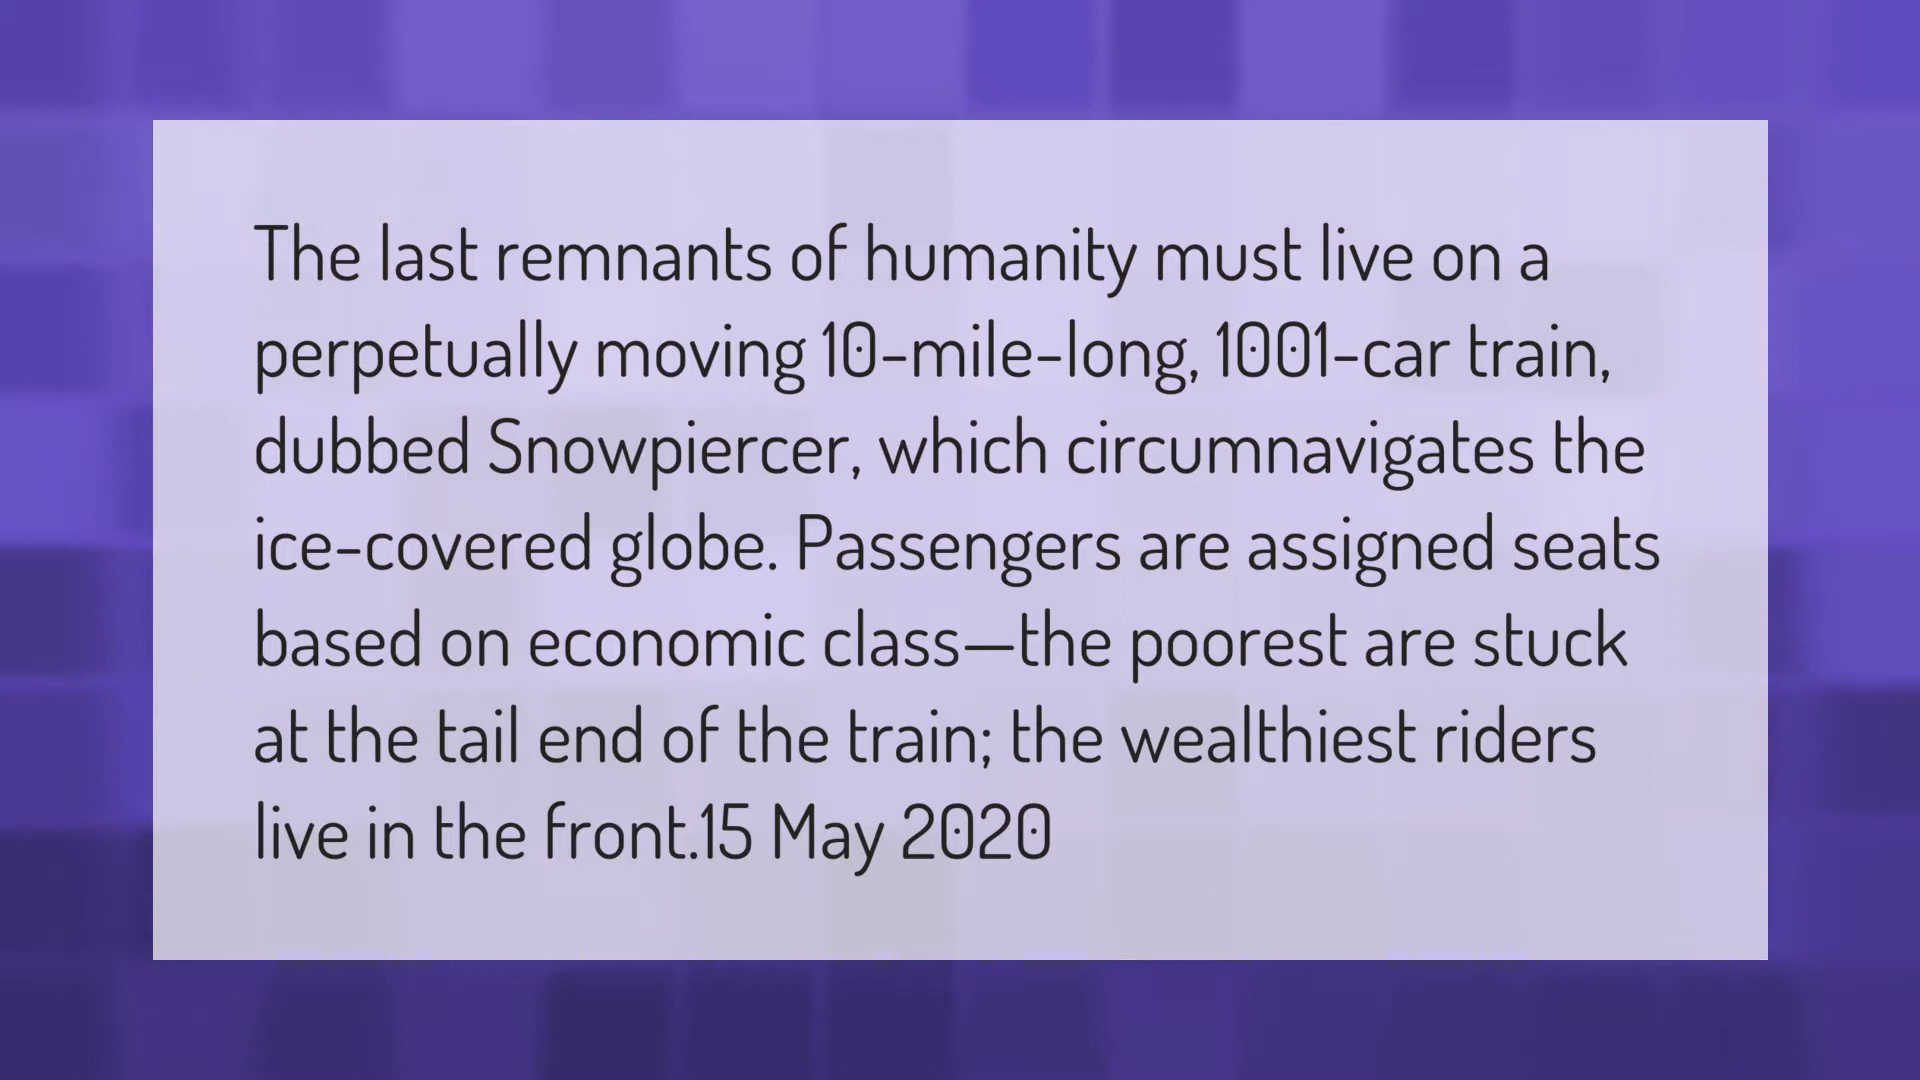 The last remnants of humanity must live on a
perpetually moving 10-mile-long, 1001-car train,
dubbed Snowpiercer, which circumnavigates the
ice-covered globe. Passengers are assigned seats
based on economic class—the poorest are stuck
at the tail end of the train; the wealthiest riders
live in the front.15 May 2020